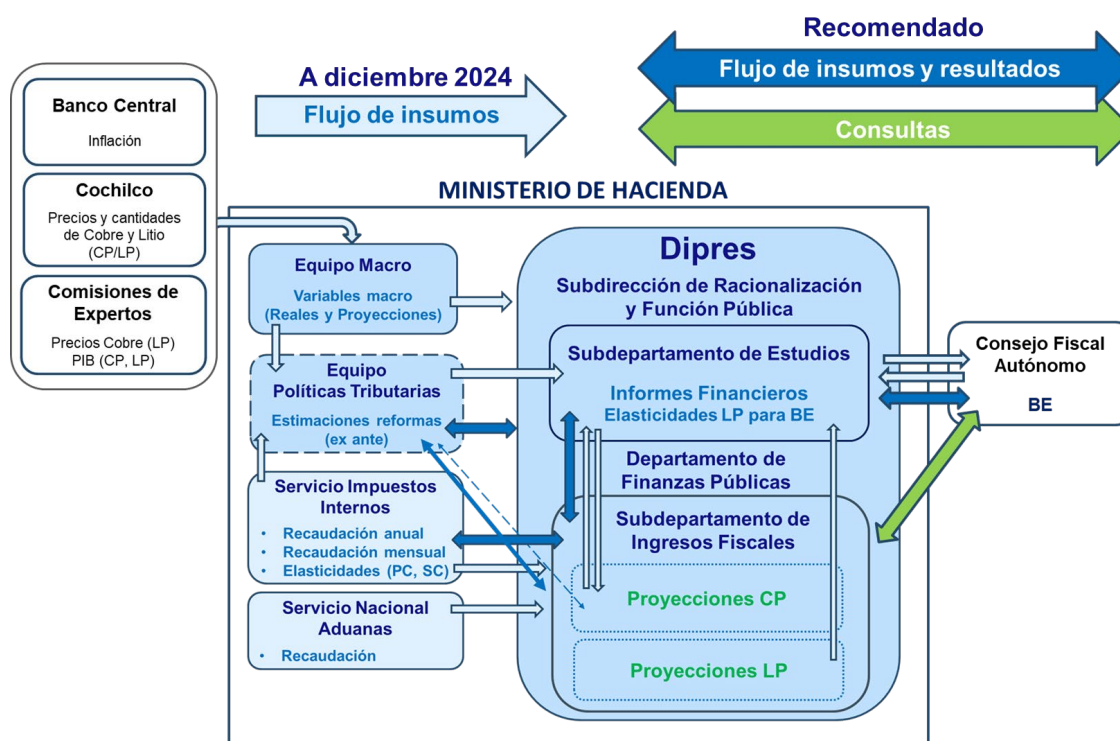 Recomendado
A diciembre 2024
Flujo de insumos
Flujo de insumos y resultados
Consultas
Banco Central
Inflación
Cochilco
Precios y cantidades
de Cobre y Litio
(CP/LP)
Comisiones de
Expertos
Precios Cobre (LP)
PIB (CP, LP)
MINISTERIO DE HACIENDA
Equipo Macro
Variables macro
(Reales y Proyecciones)
Equipo
Políticas Tributarias
Estimaciones reformas
(ex ante)
Servicio Impuestos
Internos
• Recaudación anual
• Recaudación mensual
• Elasticidades (PC, SC)
Servicio Nacional
Aduanas
• Recaudación
Dipres
Subdirección de Racionalización
y Función Pública
Subdepartamento de Estudios
Informes Financieros
Elasticidades LP para BE
Departamento de
Finanzas Públicas
Subdepartamento de
Ingresos Fiscales
Proyecciones CP
Proyecciones LP
Consejo Fiscal
Autónomo
BE